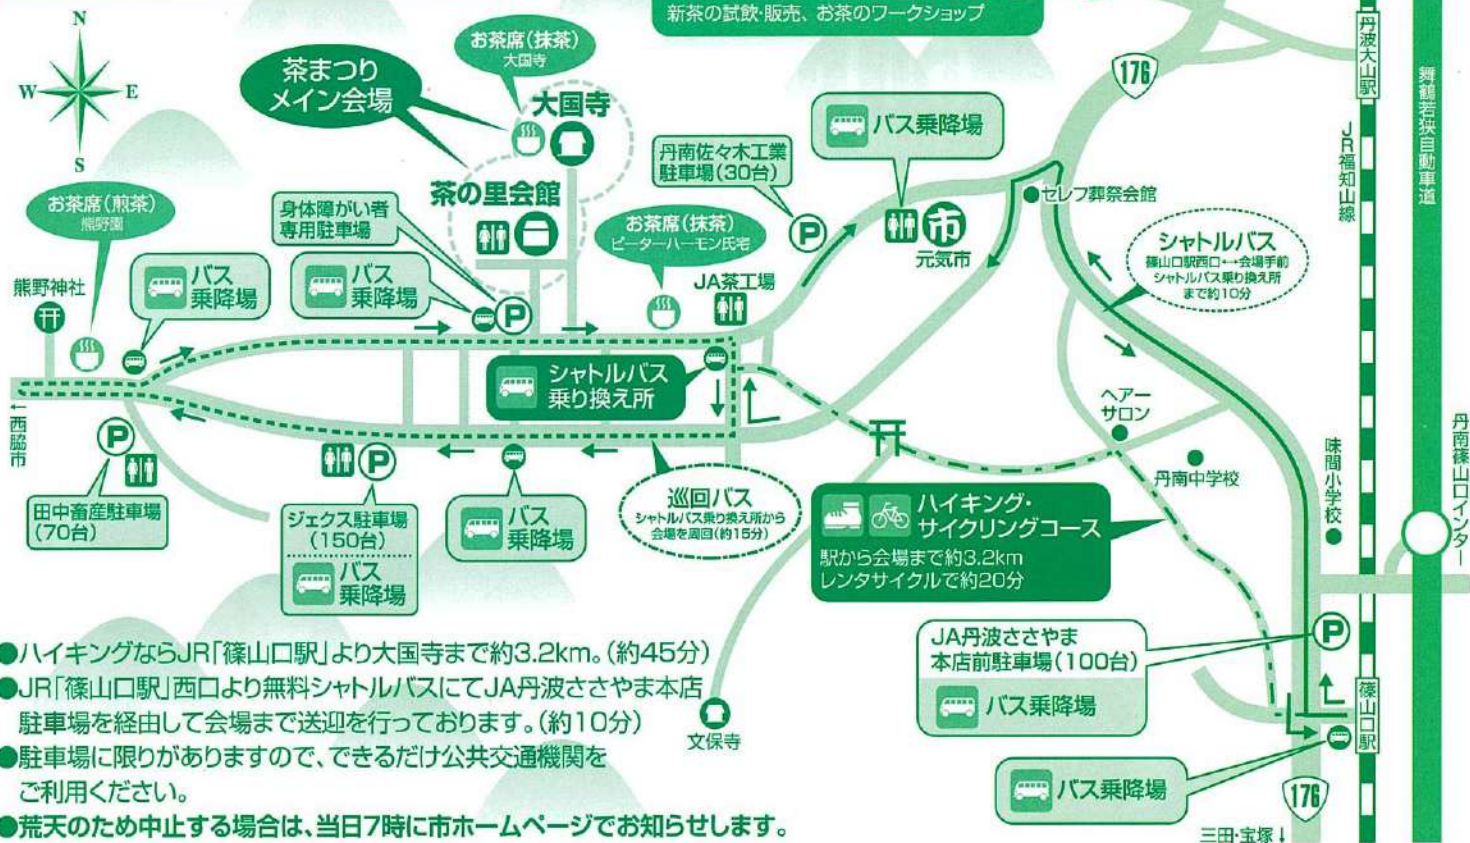 新茶の試飲・販売、お茶のワークショップ
N
W
E
S
茶まつり
メイン会場
お茶席(抹茶)
大国寺
大国寺
茶の里会館
お茶席(煎茶)
熊野園
熊野神社
身体障がい者
専用駐車場
バス
乗降場
バス
乗降場
お茶席(抹茶)
ピーターハーモン氏宅
JA茶工場
丹南佐々木工業
駐車場(30台)
P
バス乗降場
市
元気市
176
セレフ葬祭会館
シャトルバス
篠山口駅西口↔会場手前
シャトルバス乗り換え所
まで約10分
丹波大山駅
JR福知山線
舞鶴若狭自動車道
P
シャトルバス
乗り換え所
←西脇市
P
田中畜産駐車場
(70台)
P
ジェクス駐車場
(150台)
バス
乗降場
バス
乗降場
巡回バス
シャトルバス乗り換え所から
会場を周回(約15分)
ヘアー
サロン
丹南中学校
味間小学校
丹南篠山口インター
ハイキング・
サイクリングコース
駅から会場まで約3.2km
レンタサイクルで約20分
JA丹波ささやま
本店前駐車場(100台)
バス乗降場
P
篠山口駅
バス乗降場
176
三田・宝塚↓
文保寺
●ハイキングならJR「篠山口駅」より大国寺まで約3.2km。(約45分)
●JR「篠山口駅」西口より無料シャトルバスにてJA丹波ささやま本店
駐車場を経由して会場まで送迎を行っております。(約10分)
●駐車場に限りがありますので、できるだけ公共交通機関を
ご利用ください。
●荒天のため中止する場合は、当日7時に市ホームページでお知らせします。